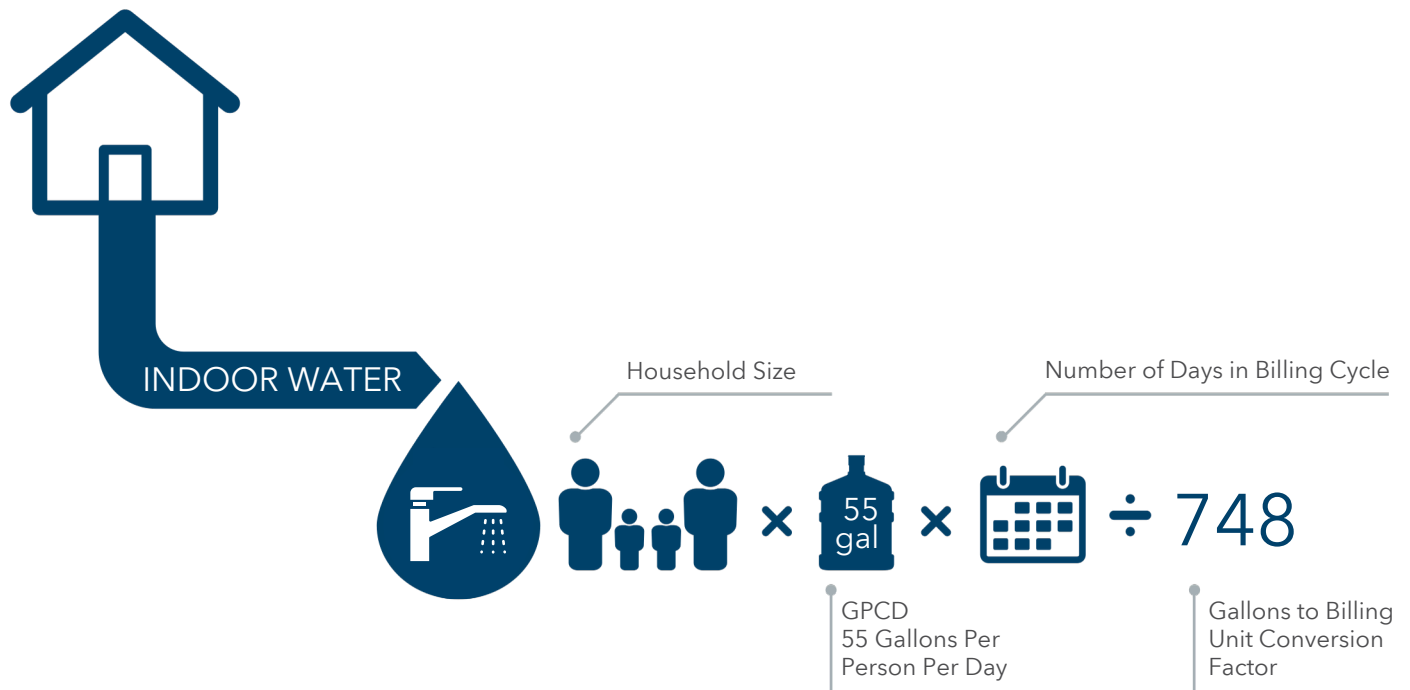 INDOOR WATER
Household Size
Number of Days in Billing Cycle
55
gal
÷ 748
GPCD
55 Gallons Per
Person Per Day
Gallons to Billing
Unit Conversion
Factor